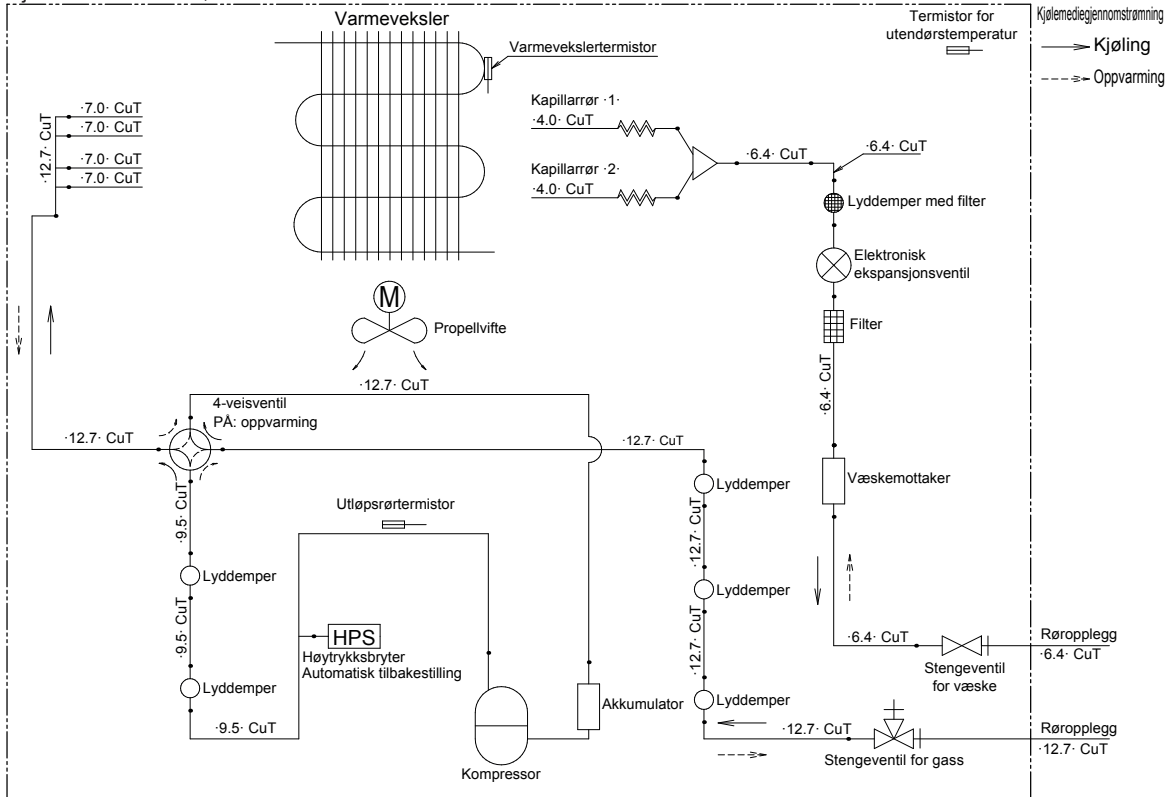 Varmeveksler
Termistor for
utendørstemperatur
Kjølemediegjennomstrømning
Kjøling
Oppvarming
Varmevekslertermistor
·7.0· CuT
·7.0· CuT
·7.0· CuT
·7.0· CuT
·12.7· CuT
Kapillarrør ·1·
·4.0· CuT
Kapillarrør ·2·
·4.0· CuT
·6.4· CuT
·6.4· CuT
Lyddemper med filter
Elektronisk
ekspansjonsventil
Filter
·6.4· CuT
M
Propellvifte
·12.7· CuT
4-veisventil
PÅ: oppvarming
·12.7· CuT
·12.7· CuT
Væskemottaker
Lyddemper
Utløpsrørtermistor
·9.5· CuT
·12.7· CuT
Lyddemper
Lyddemper
·9.5· CuT
·12.7· CuT
HPS
Høytrykksbryter
Automatisk tilbakestilling
·6.4· CuT
Røropplegg
·6.4· CuT
Stengeventil
for væske
Lyddemper
Akkumulator
Lyddemper
·9.5· CuT
·12.7· CuT
Røropplegg
·12.7· CuT
Stengeventil for gass
Kompressor